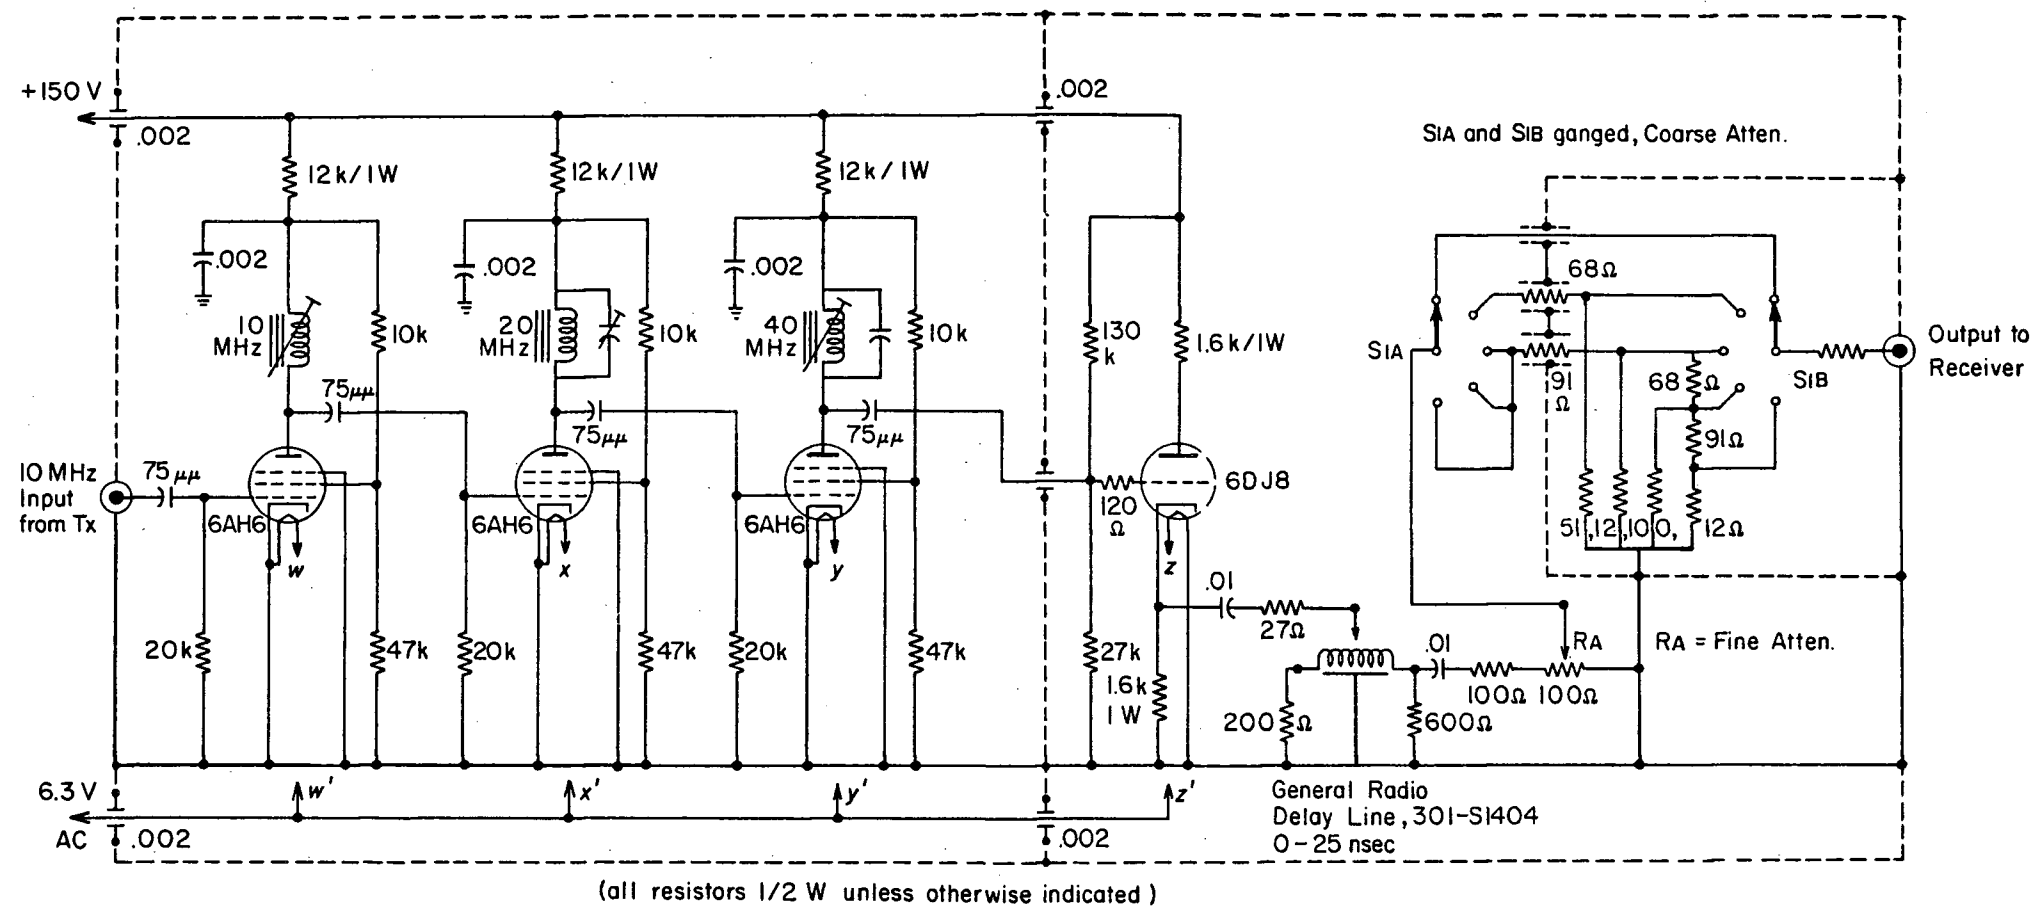 +150 V
.002
.002
S1A and S1B ganged, Coarse Atten.
12k/1W
12k/1W
12k/1W
.002
.002
.002
68Ω
10 MHz
10k
20 MHz
10k
40 MHz
10k
130 k
1.6k/1W
S1A
S1B
Output to
Receiver
91 Ω
68 Ω
91Ω
75μμ
75μμ
75μμ
10 MHz
Input
from Tx
75μμ
6AH6
6AH6
6AH6
120 Ω
6DJ8
51, 12, 100, 12Ω
w
x
y
z
.01
27Ω
20k
47k
20k
47k
20k
47k
27k
1.6k
1 W
.01
RA
RA = Fine Atten.
100Ω 100Ω
200 Ω
600Ω
6.3 V
AC
.002
w'
x'
y'
z'
.002
General Radio
Delay Line, 301-S1404
0-25 nsec
(all resistors 1/2 W unless otherwise indicated)